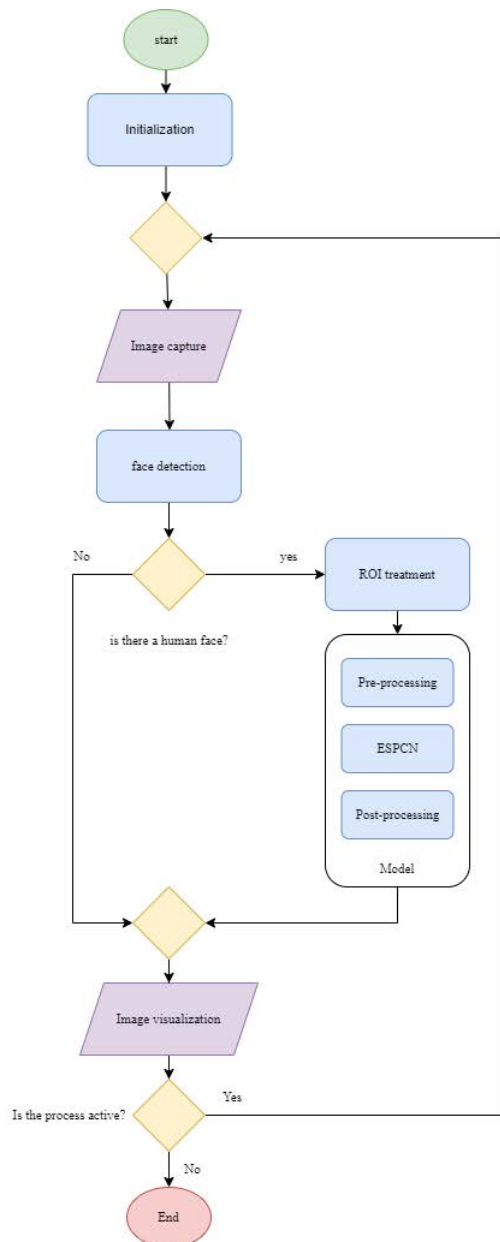 start
Initialization
Image capture
face detection
No
yes
ROI treatment
is there a human face?
Pre-processing
ESPCN
Post-processing
Model
Image visualization
Is the process active?
Yes
No
End